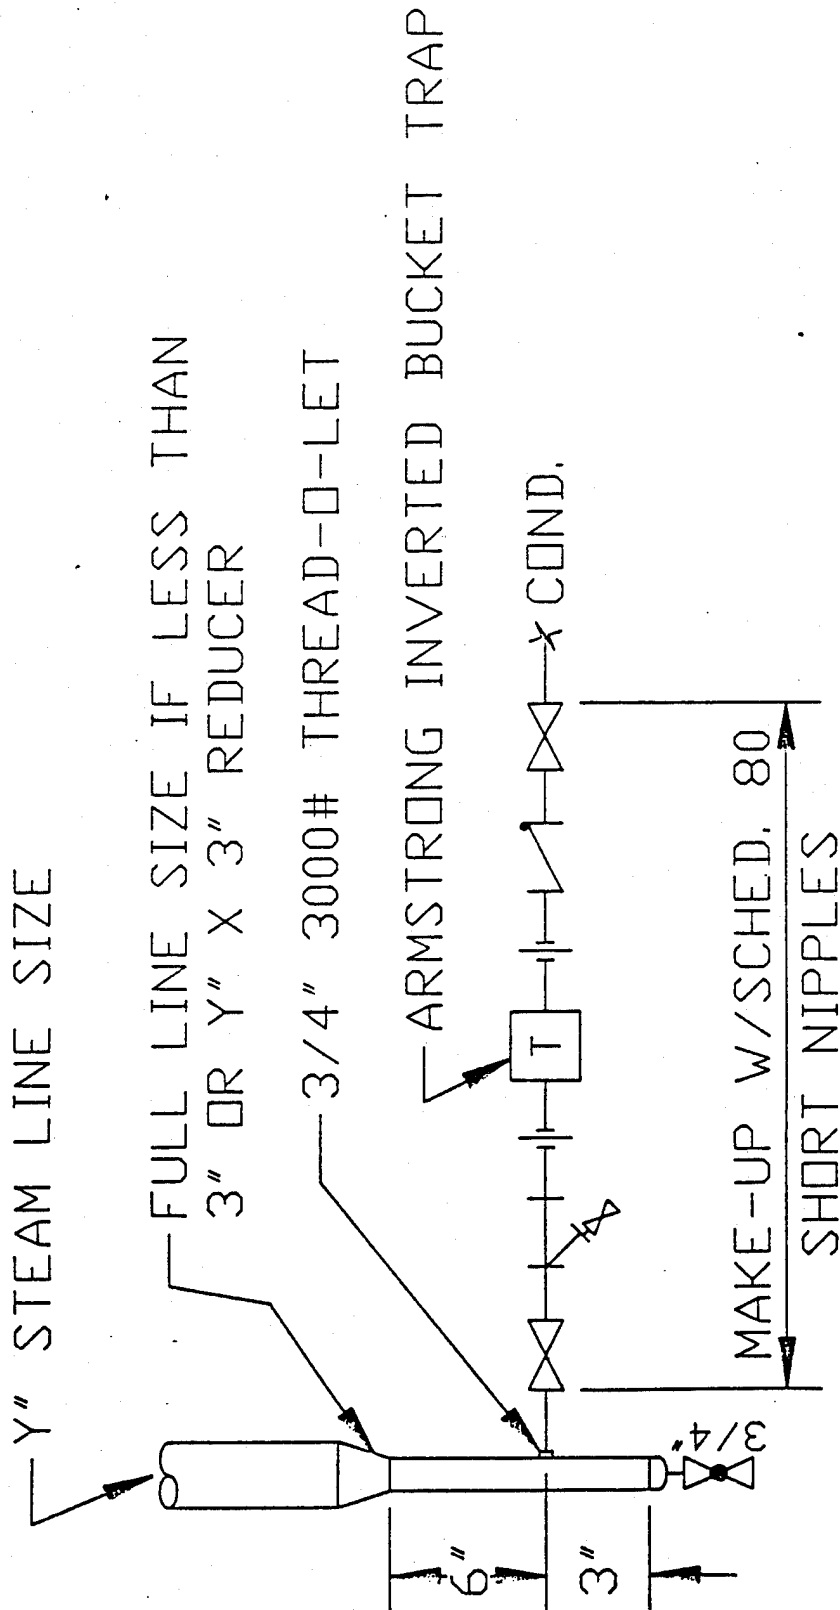 Y" STEAM LINE SIZE
FULL LINE SIZE IF LESS THAN
3" OR Y" X 3" REDUCER
3/4" 3000# THREAD-O-LET
ARMSTRONG INVERTED BUCKET TRAP
T
X COND.
MAKE-UP W/SCHED. 80
SHORT NIPPLES
3/4"
6"
3"